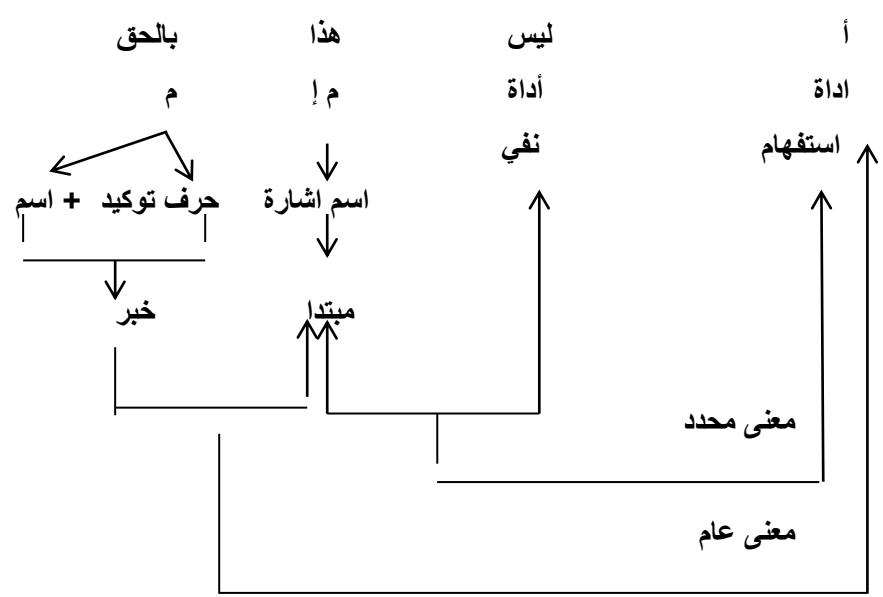 أ ليس هذا بالحق
اداة أداة م إ م
استفهام نفي
اسم اشارة حرف توكيد + اسم
مبتدا خبر
معنى محدد
معنى عام